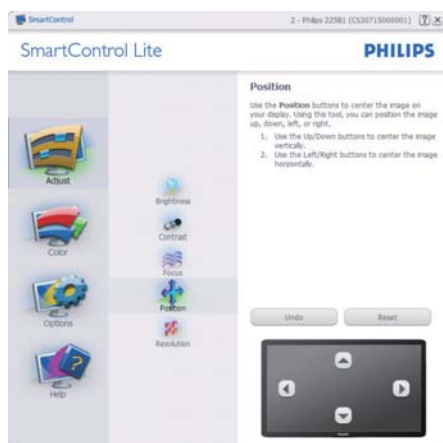 SmartControl
2 - Philips 225B1 (CS30715000001)
SmartControl Lite
PHILIPS
Adjust
Color
Options
Help
Brightness
Contrast
Focus
Position
Resolution
Position
Use the Position buttons to center the image on
your display. Using this tool, you can position the image
up, down, left, or right.
1. Use the Up/Down buttons to center the image
vertically.
2. Use the Left/Right buttons to center the image
horizontally.
Undo
Reset